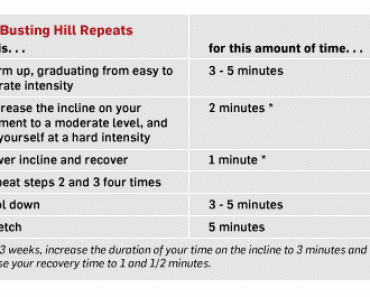 Busting Hill Repeats
is. . .
for this amount of time. . .
rm up, graduating from easy to
rate intensity
3 - 5 minutes
rease the incline on your
ment to a moderate level, and
yourself at a hard intensity
2 minutes *
wer incline and recover
1 minute *
peat steps 2 and 3 four times
ol down
3 - 5 minutes
etch
5 minutes
3 weeks, increase the duration of your time on the incline to 3 minutes and
se your recovery time to 1 and 1/2 minutes.